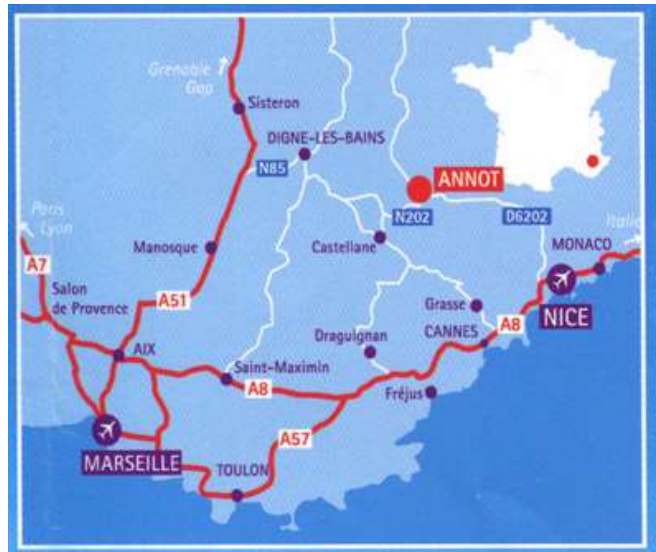 Grenoble
Gap
Sisteron
DIGNE-LES-BAINS
N85
ANNOT
Paris
Lyon
N202
D6202
Italie
Manosque
Castellane
MONACO
A7
Salon
de Provence
A51
Grasse
NICE
A8
CANNES
Draguignan
AIX
Saint-Maximin
A8
Fréjus
A57
MARSEILLE
TOULON